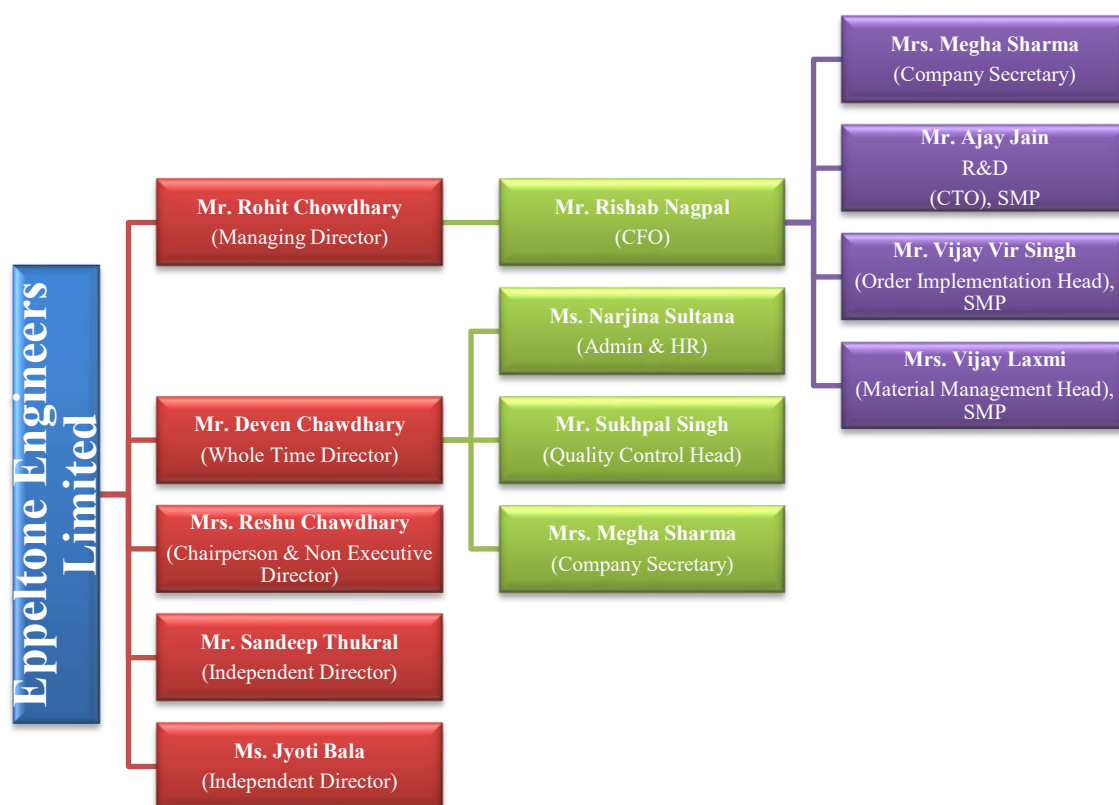 Eppeltone Engineers
Limited
Mr. Rohit Chowdhary
(Managing Director)
Mr. Deven Chawdhary
(Whole Time Director)
Mrs. Reshu Chawdhary
(Chairperson & Non Executive
Director)
Mr. Sandeep Thukral
(Independent Director)
Ms. Jyoti Bala
(Independent Director)
Mr. Rishab Nagpal
(CFO)
Ms. Narjina Sultana
(Admin & HR)
Mr. Sukhpal Singh
(Quality Control Head)
Mrs. Megha Sharma
(Company Secretary)
Mrs. Megha Sharma
(Company Secretary)
Mr. Ajay Jain
R&D
(CTO), SMP
Mr. Vijay Vir Singh
(Order Implementation Head),
SMP
Mrs. Vijay Laxmi
(Material Management Head),
SMP